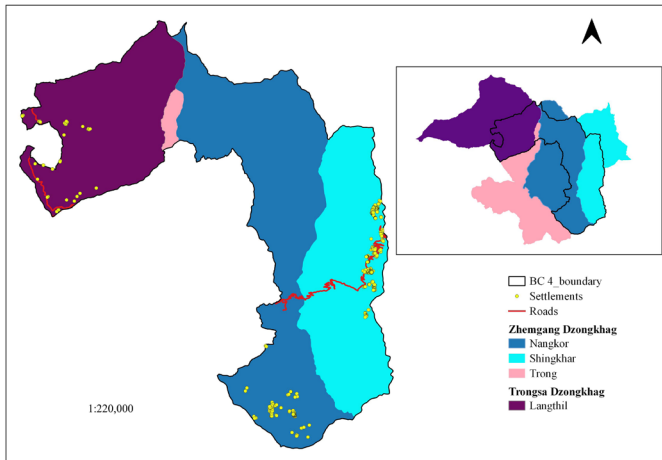 BC 4_boundary
Settlements
Roads
Zhemgang Dzongkhag
Nangkor
Shingkhar
Trong
Trongsa Dzongkhag
Langthil
1:220,000